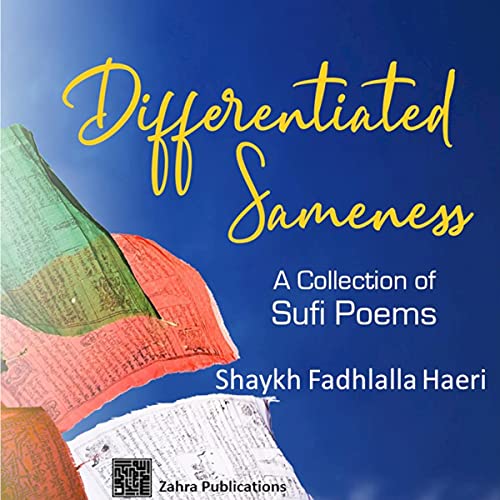 Differentiated
Sameness
A Collection of
Sufi Poems
Shaykh Fadhlalla Haeri
Zahra Publications